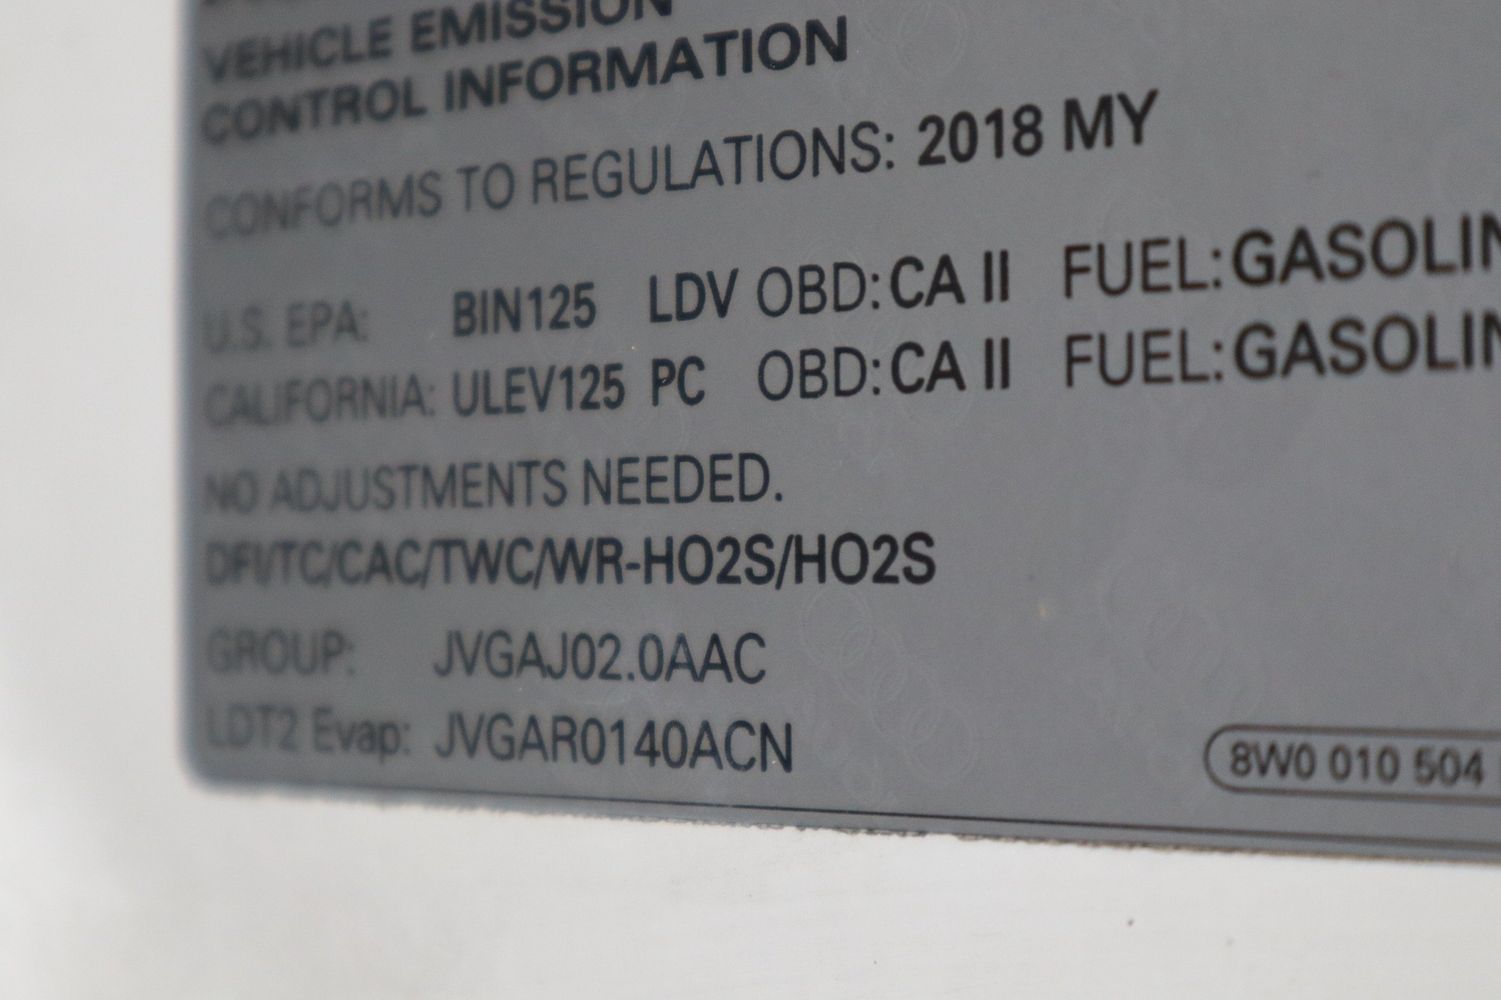 VEHICLE EMISSION
CONTROL INFORMATION
CONFORMS TO REGULATIONS: 2018 MY
U.S. EPA: BIN125 LDV OBD: CA II FUEL: GASOLIN
CALIFORNIA: ULEV125 PC OBD: CA II FUEL: GASOLIN
NO ADJUSTMENTS NEEDED.
DFI/TC/CAC/TWC/WR-HO2S/HO2S
GROUP: JVGAJ02.0AAC
LDT2 Evap: JVGAR0140ACN
8W0 010 504